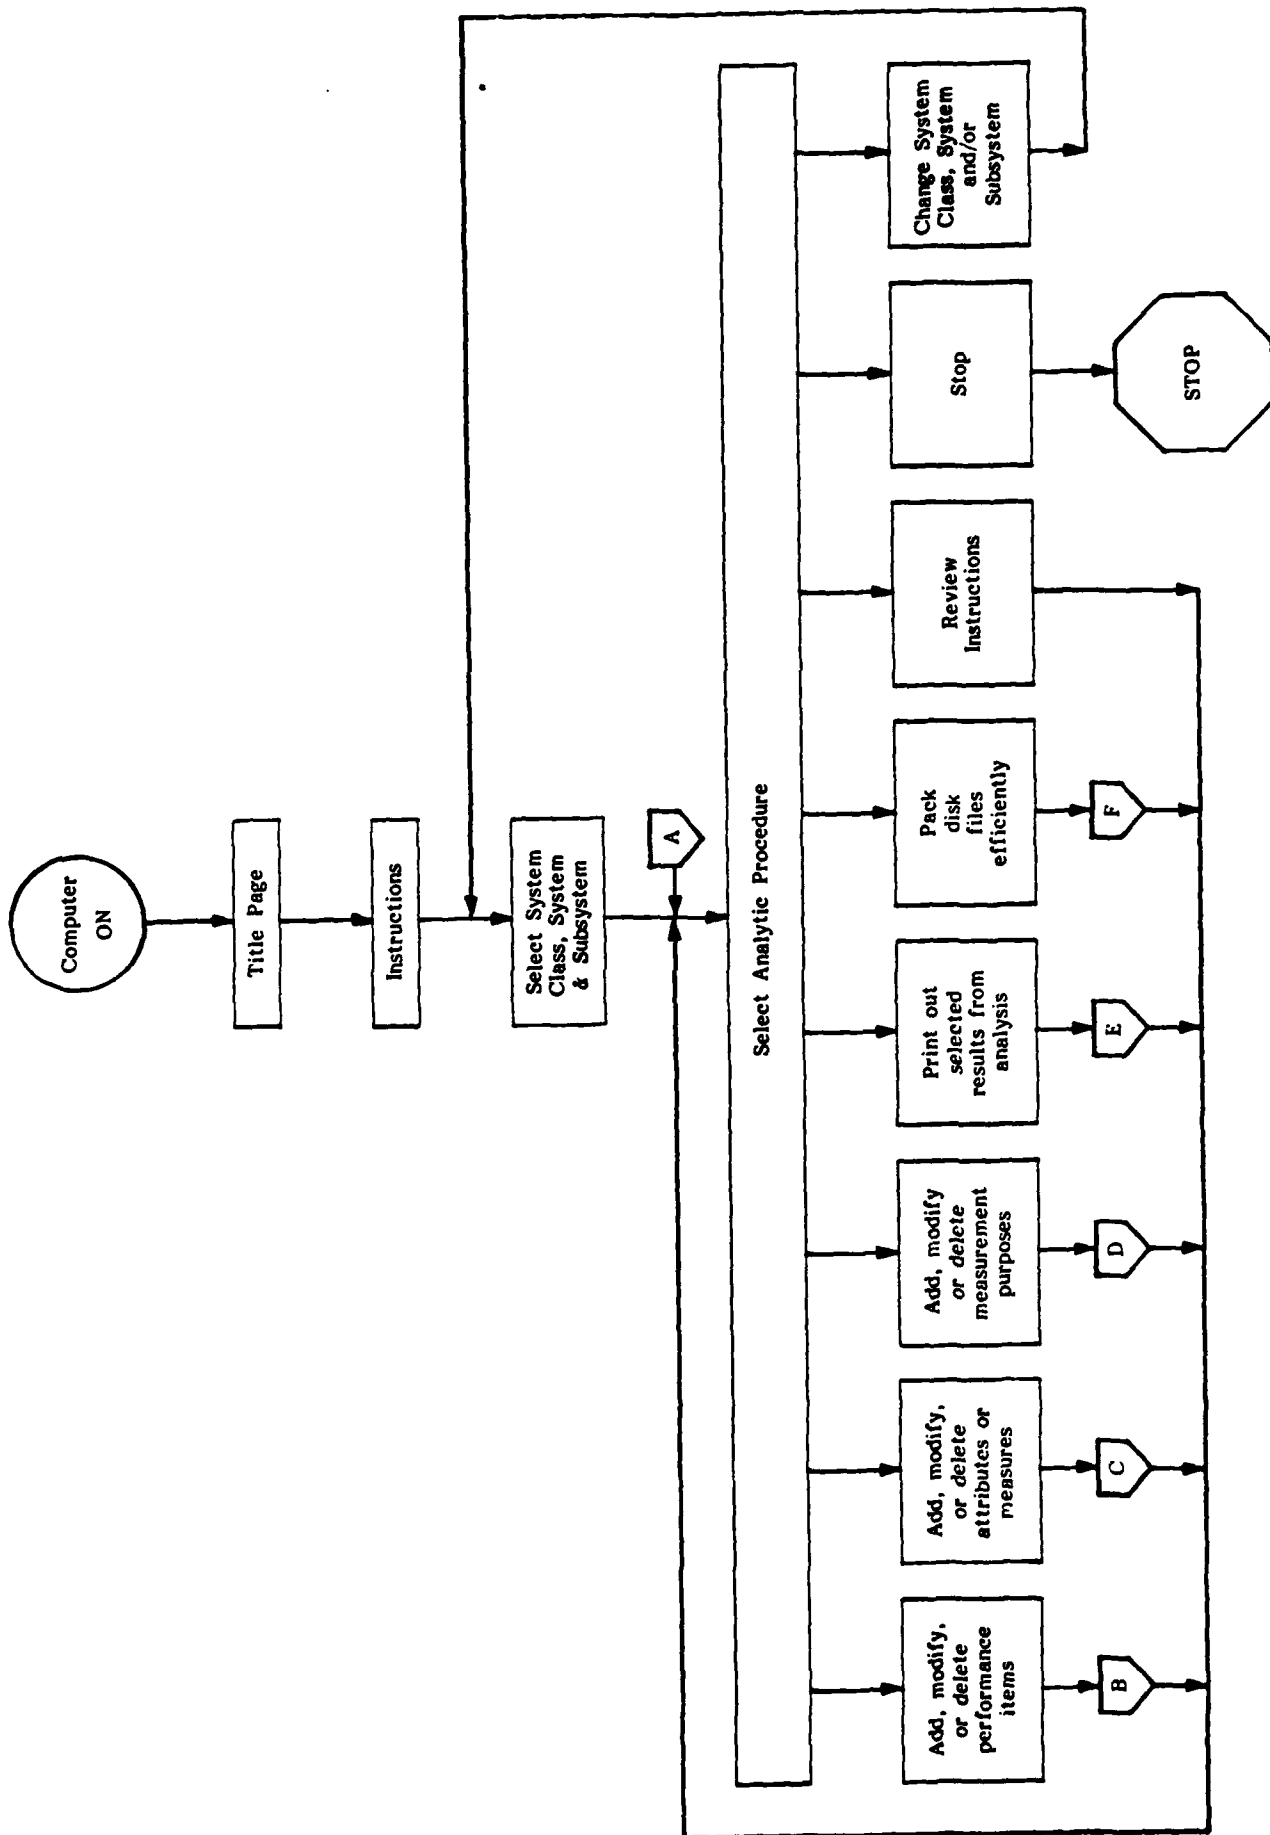 Computer
ON
Title Page
Instructions
Select System
Class, System
& Subsystem
A
Select Analytic Procedure
Add, modify,
or delete
performance
items
Add, modify,
or delete
attributes or
measures
Add, modify
or delete
measurement
purposes
Print out
selected
results from
analysis
Pack
disk
files
efficiently
Review
Instructions
Stop
Change System
Class, System
and/or
Subsystem
B
C
D
E
F
STOP